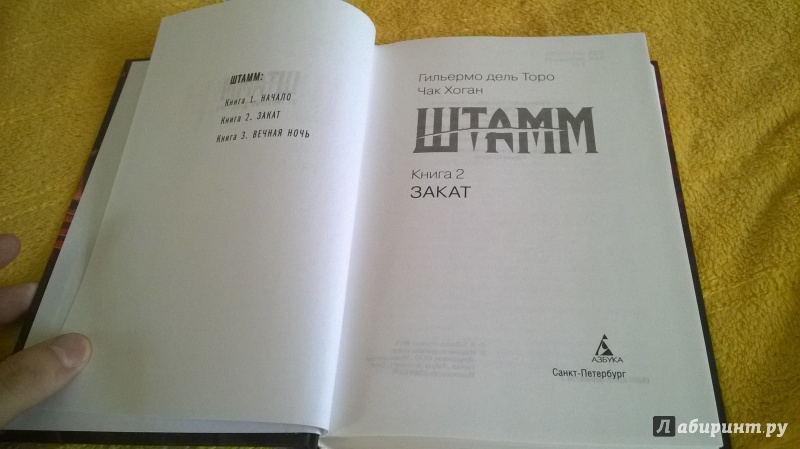 ШТАММ:
Книга 1. НАЧАЛО
Книга 2. ЗАКАТ
Книга 3. ВЕЧНАЯ НОЧЬ
Гильермо дель Торо
Чак Хоган
ШТАММ
Книга 2
ЗАКАТ
АЗБУКА
Санкт-Петербург
Лабиринт.ру